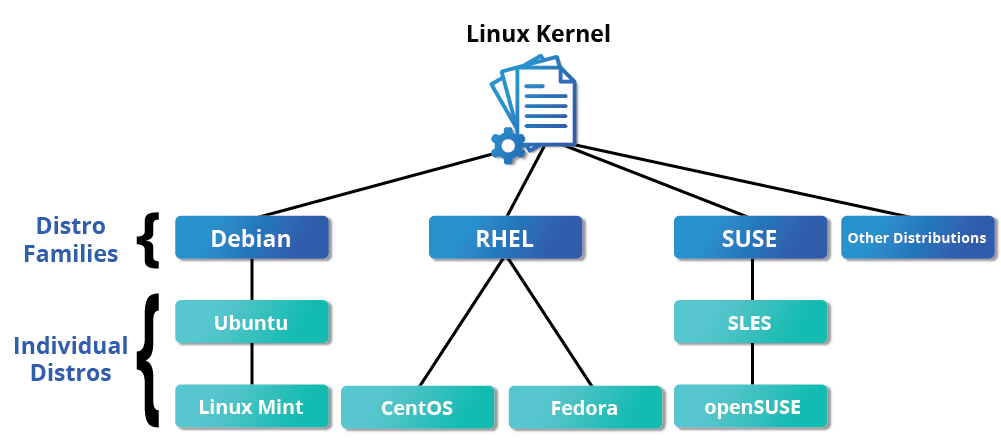 Linux Kernel
Distro
Families
Debian
RHEL
SUSE
Other Distributions
Individual
Distros
Ubuntu
SLES
Linux Mint
CentOS
Fedora
openSUSE